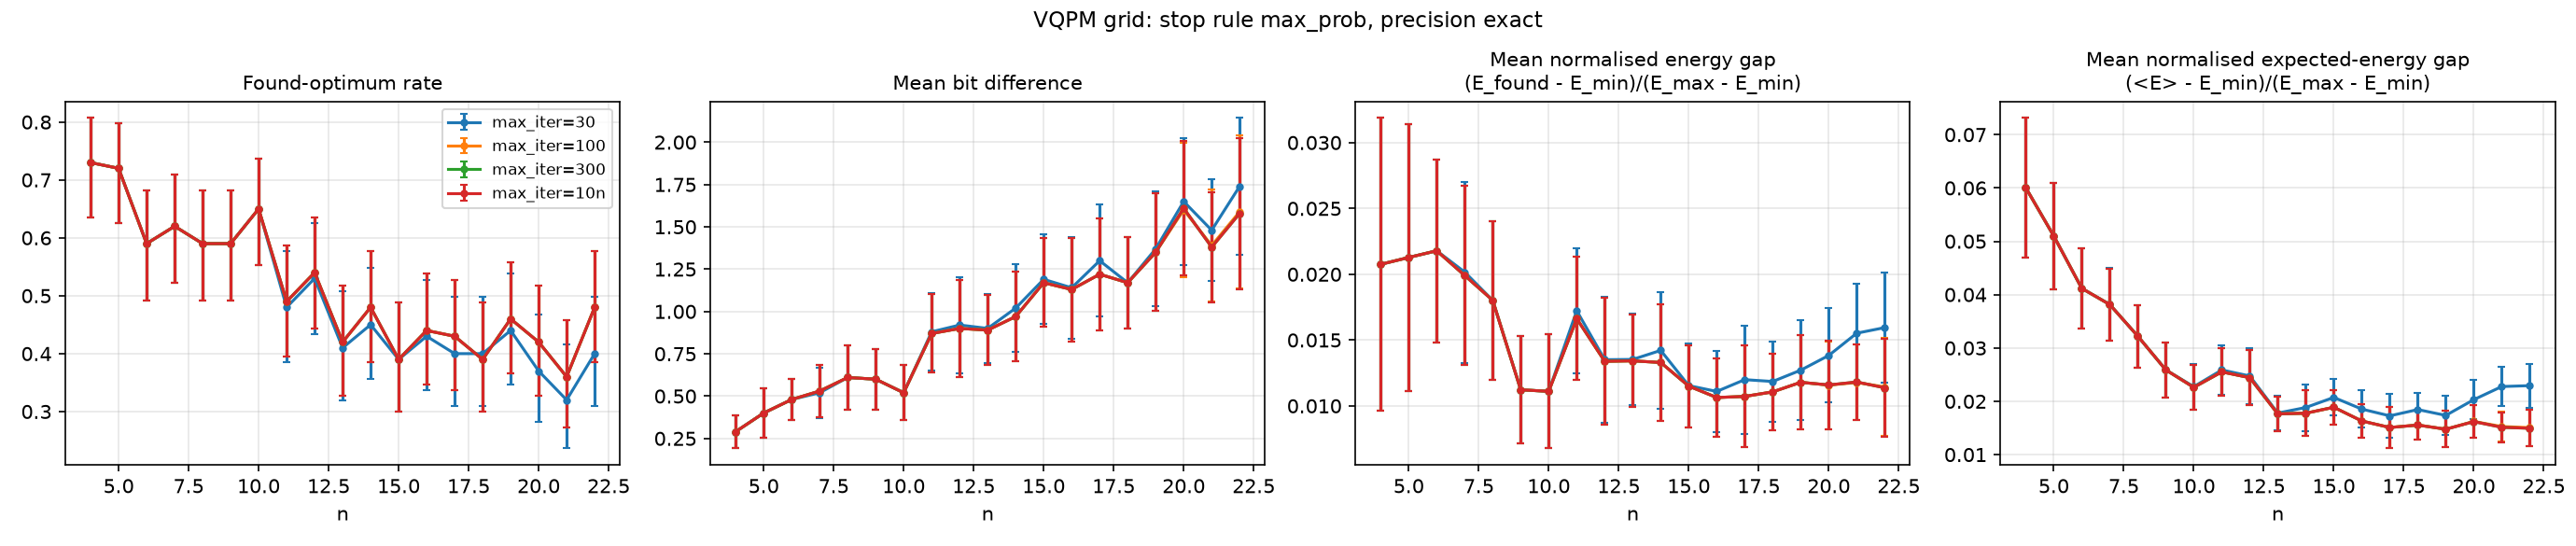 VQPM grid: stop rule max_prob, precision exact
Found-optimum rate
0.8
0.7
0.6
0.5
0.4
0.3
5.0 7.5 10.0 12.5 15.0 17.5 20.0 22.5
n
max_iter=30
max_iter=100
max_iter=300
max_iter=10n
Mean bit difference
2.00
1.75
1.50
1.25
1.00
0.75
0.50
0.25
5.0 7.5 10.0 12.5 15.0 17.5 20.0 22.5
n
Mean normalised energy gap
(E_found - E_min)/(E_max - E_min)
0.030
0.025
0.020
0.015
0.010
5.0 7.5 10.0 12.5 15.0 17.5 20.0 22.5
n
Mean normalised expected-energy gap
(<E> - E_min)/(E_max - E_min)
0.07
0.06
0.05
0.04
0.03
0.02
0.01
5.0 7.5 10.0 12.5 15.0 17.5 20.0 22.5
n